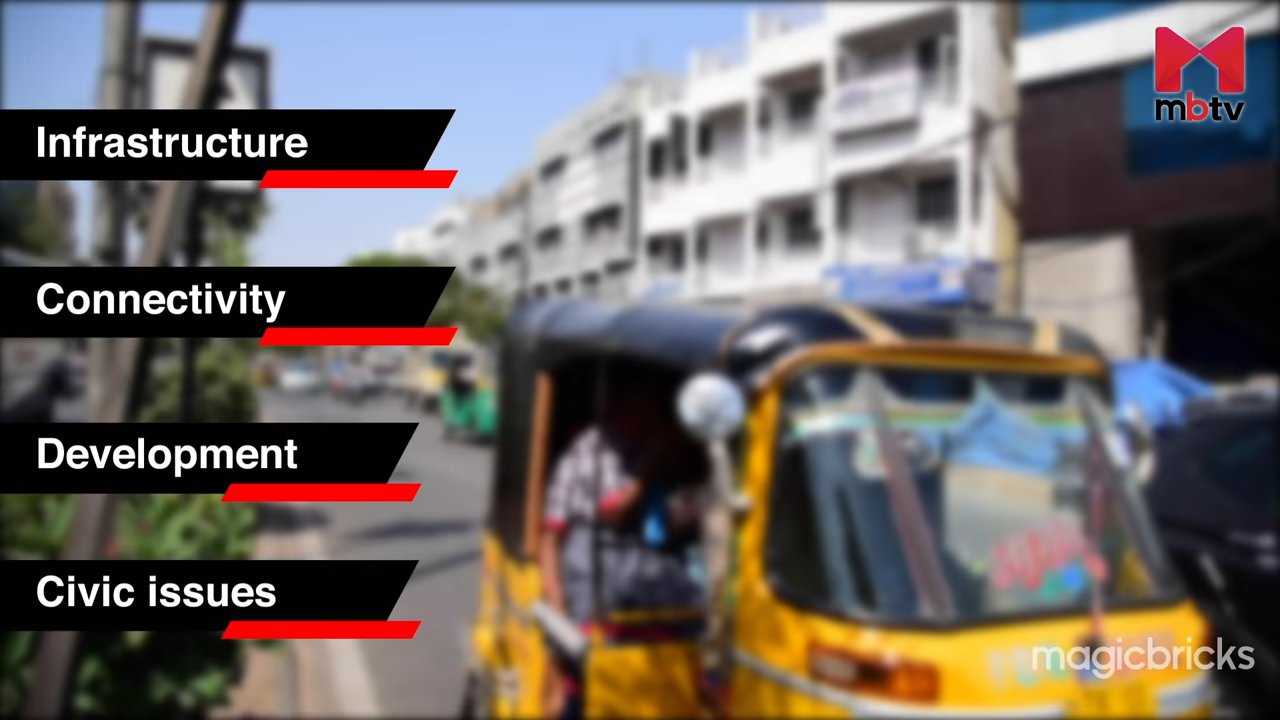 mbtv
Infrastructure
Connectivity
Development
Civic issues
magicbricks